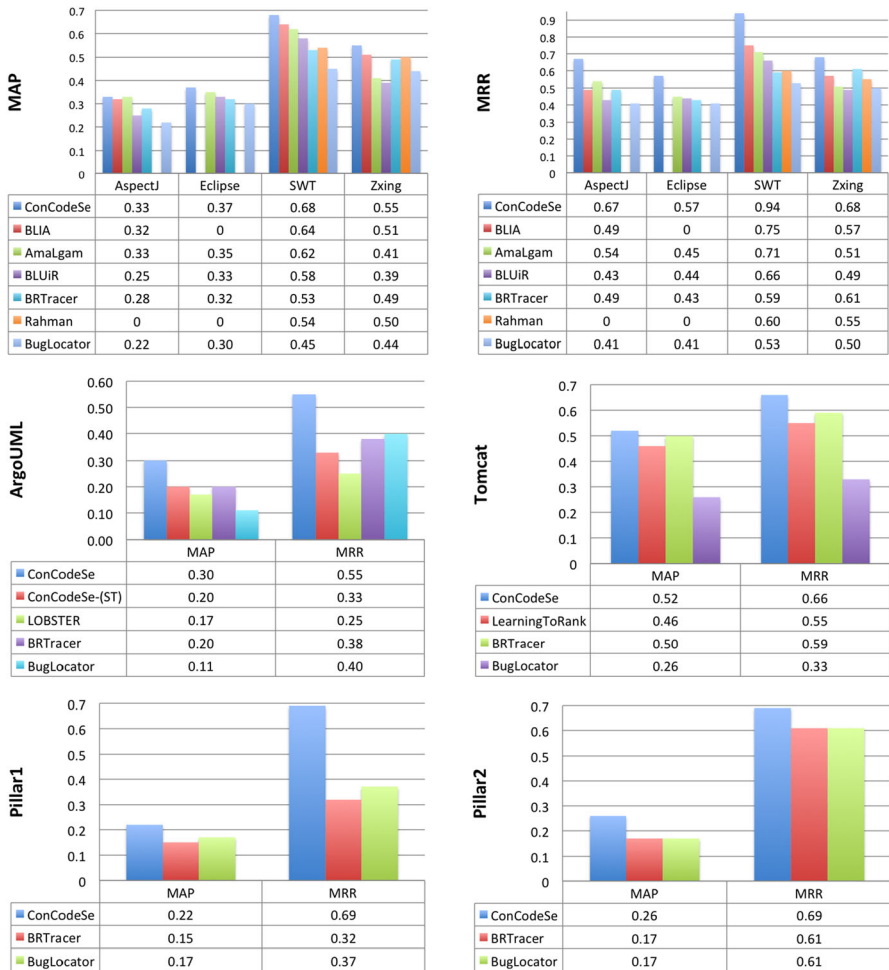 MAP
0.7
0.6
0.5
0.4
0.3
0.2
0.1
0
AspectJ Eclipse SWT Zxing
ConCodeSe 0.33 0.37 0.68 0.55
BLIA 0.32 0 0.64 0.51
AmaLgam 0.33 0.35 0.62 0.41
BLUiR 0.25 0.33 0.58 0.39
BRTracer 0.28 0.32 0.53 0.49
Rahman 0 0 0.54 0.50
BugLocator 0.22 0.30 0.45 0.44
MRR
0.9
0.8
0.7
0.6
0.5
0.4
0.3
0.2
0.1
0
AspectJ Eclipse SWT Zxing
ConCodeSe 0.67 0.57 0.94 0.68
BLIA 0.49 0 0.75 0.57
AmaLgam 0.54 0.45 0.71 0.51
BLUiR 0.43 0.44 0.66 0.49
BRTracer 0.49 0.43 0.59 0.61
Rahman 0 0 0.60 0.55
BugLocator 0.41 0.41 0.53 0.50
ArgoUML
0.60
0.50
0.40
0.30
0.20
0.10
0.00
MAP MRR
ConCodeSe 0.30 0.55
ConCodeSe-(ST) 0.20 0.33
LOBSTER 0.17 0.25
BRTracer 0.20 0.38
BugLocator 0.11 0.40
Tomcat
0.7
0.6
0.5
0.4
0.3
0.2
0.1
0
MAP MRR
ConCodeSe 0.52 0.66
LearningToRank 0.46 0.55
BRTracer 0.50 0.59
BugLocator 0.26 0.33
Pillar1
0.7
0.6
0.5
0.4
0.3
0.2
0.1
0
MAP MRR
ConCodeSe 0.22 0.69
BRTracer 0.15 0.32
BugLocator 0.17 0.37
Pillar2
0.7
0.6
0.5
0.4
0.3
0.2
0.1
0
MAP MRR
ConCodeSe 0.26 0.69
BRTracer 0.17 0.61
BugLocator 0.17 0.61